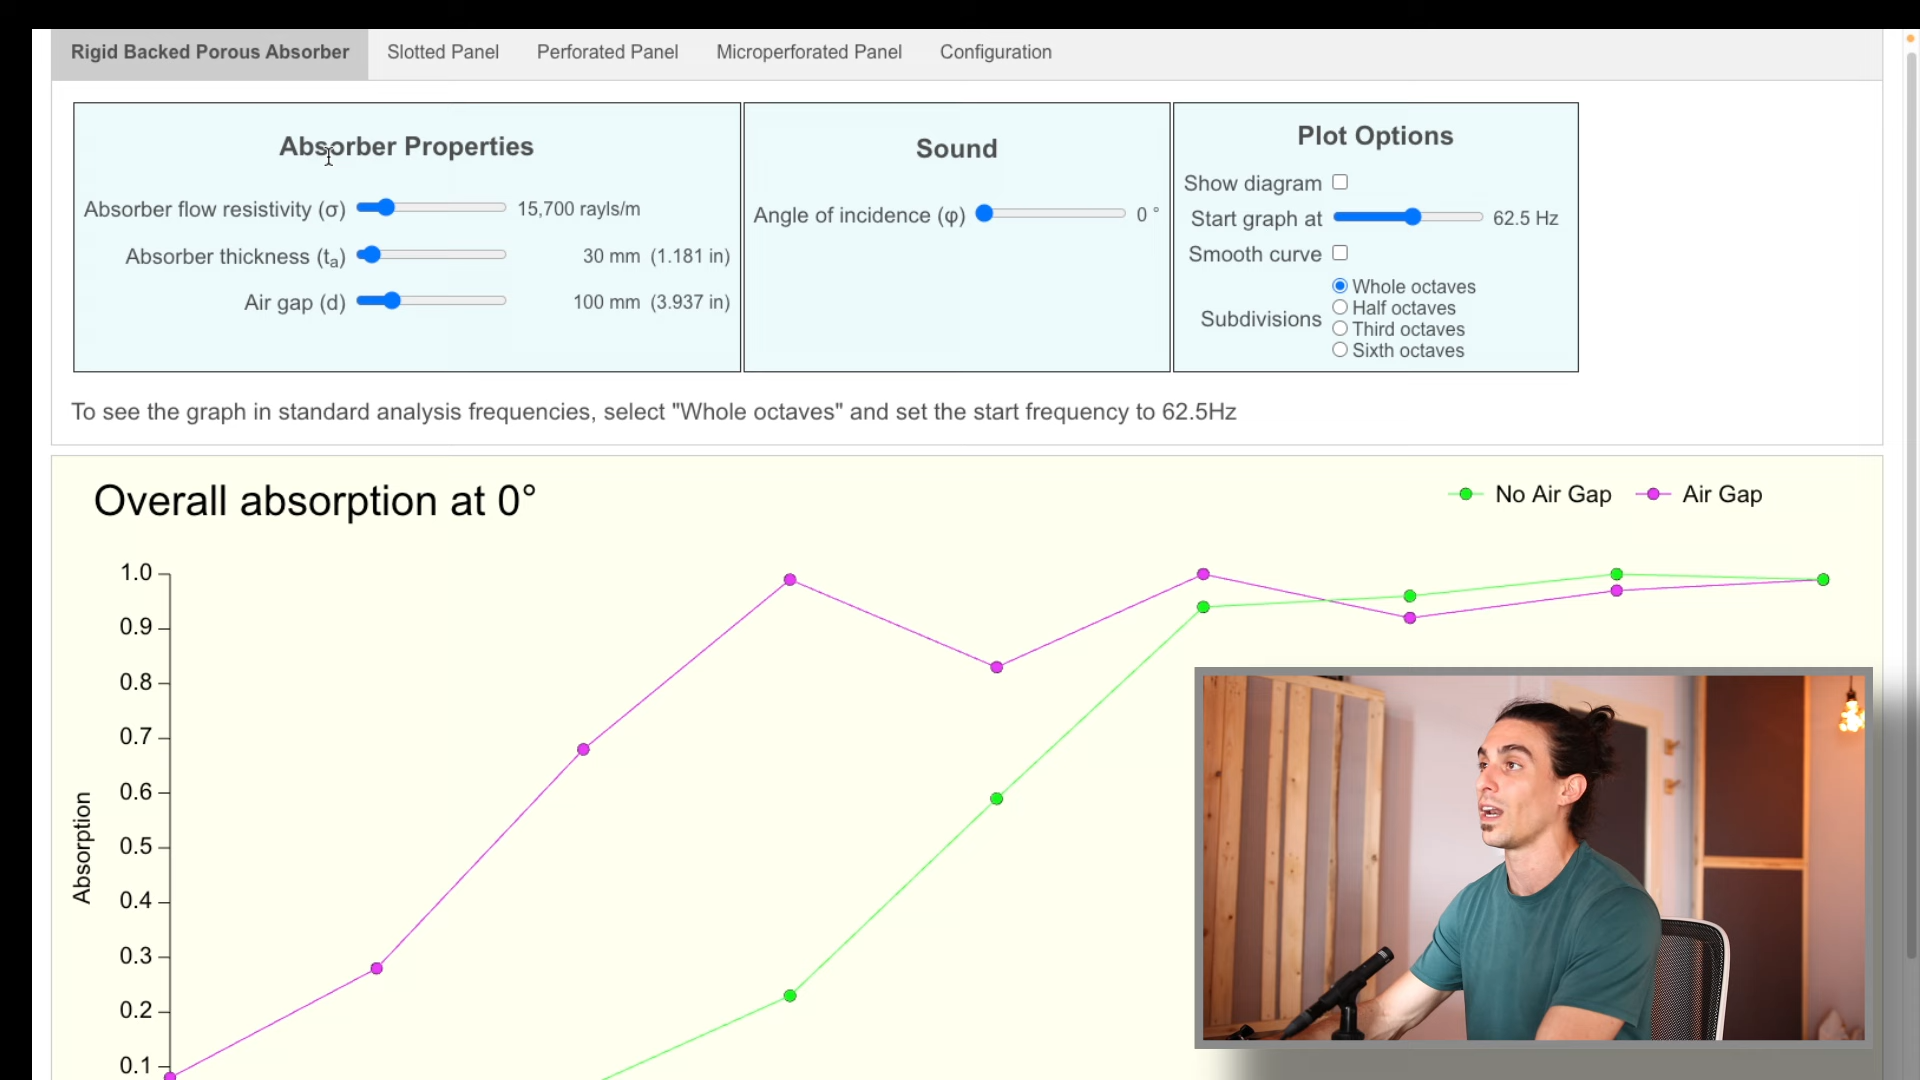 Rigid Backed Porous Absorber Slotted Panel Perforated Panel Microperforated Panel Configuration
Absorber Properties
Absorber flow resistivity (σ) 15,700 rayls/m
Absorber thickness (ta) 30 mm (1.181 in)
Air gap (d) 100 mm (3.937 in)
Sound
Angle of incidence (φ) 0 °
Plot Options
Show diagram
Start graph at 62.5 Hz
Smooth curve
Subdivisions
Whole octaves
Half octaves
Third octaves
Sixth octaves
To see the graph in standard analysis frequencies, select "Whole octaves" and set the start frequency to 62.5Hz
Overall absorption at 0°
No Air Gap Air Gap
1.0
0.9
0.8
0.7
0.6
0.5
0.4
0.3
0.2
0.1
Absorption